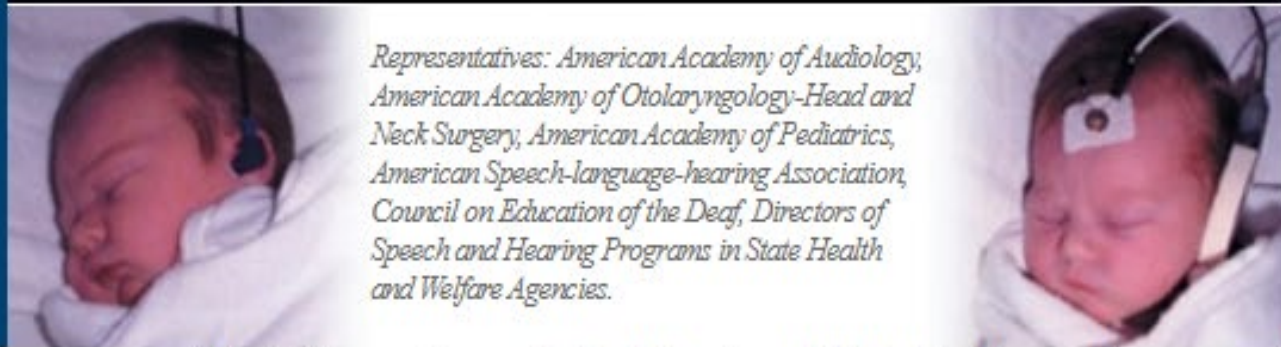 Representatives: American Academy of Audiology,
American Academy of Otolaryngology-Head and
Neck Surgery, American Academy of Pediatrics,
American Speech-language-hearing Association,
Council on Education of the Deaf, Directors of
Speech and Hearing Programs in State Health
and Welfare Agencies.